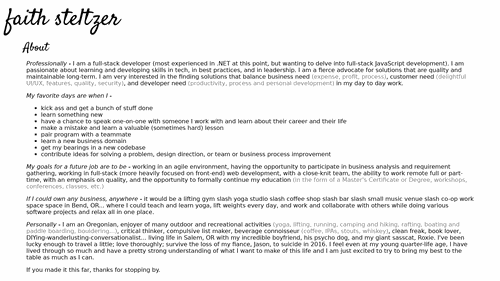 faith steltzer
About
Professionally - I am a full-stack developer (most experienced in .NET at this point, but wanting to delve into full-stack JavaScript development). I am
passionate about learning and developing skills in tech, in best practices, and in leadership. I am a fierce advocate for solutions that are quality and
maintainable long-term. I am very interested in the finding solutions that balance business need (expense, profit, process), customer need (delightful
UI/UX, features, quality, security), and developer need (productivity, process and personal development) in my day to day work.
My favorite days are when I -
kick ass and get a bunch of stuff done
learn something new
have a chance to speak one-on-one with someone I work with and learn about their career and their life
make a mistake and learn a valuable (sometimes hard) lesson
pair program with a teammate
learn a new business domain
get my bearings in a new codebase
contribute ideas for solving a problem, design direction, or team or business process improvement
My goals for a future job are to be - working in an agile environment, having the opportunity to participate in business analysis and requirement
gathering, working in full-stack (more heavily focused on front-end) web development, with a close-knit team, the ability to work remote full or part-
time, with an emphasis on quality, and the opportunity to formally continue my education (in the form of a Master's Certificate or Degree, workshops,
conferences, classes, etc.)
If I could own any business, anywhere - it would be a lifting gym slash yoga studio slash coffee shop slash bar slash small music venue slash co-op work
space space in Bend, OR... where I could work and teach and learn yoga, lift weights every day, and work and collaborate with others while doing various
software projects and relax all in one place.
Personally - I am an Oregonian, enjoyer of many outdoor and recreational activities (yoga, lifting, running, camping and hiking, rafting, boating and
paddle boarding, bouldering...), critical thinker, compulsive list maker, beverage connoisseur (coffee, IPAs, stouts, whiskey), clean freak, book lover,
DIYing-wanderlusting-conversationalist... living life in Salem, OR with my incredible boyfriend, his psycho dog, and my giant sasscat, Roxie. I've been
lucky enough to travel a little; love thoroughly; survive the loss of my fiance, Jason, to suicide in 2016. I feel even at my young quarter-life age, I have
lived through so much and have a pretty strong understanding of what I want to make of this life and I am just excited to try to bring my best to the
table as much as I can.
If you made it this far, thanks for stopping by.